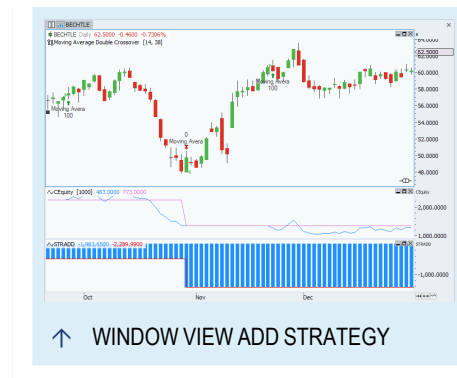 BECHTLE
BECHTLE Daily 62.5000 -0.4600 -0.7306%
Moving Average Double Crossover [14, 38]
64.0000
62.5000
62.0000
60.0000
58.0000
56.0000
54.0000
52.0000
50.0000
48.0000
Moving Avera
100
0
Moving Avera
Moving Avera
100
CEquity [1000] 483.0000 773.0000
CEquity
-2,000.0000
-1,000.0000
STRADD -1,983.6500 -2,289.9900
STRADD
-1,000.0000
Oct Nov Dec
↑ WINDOW VIEW ADD STRATEGY